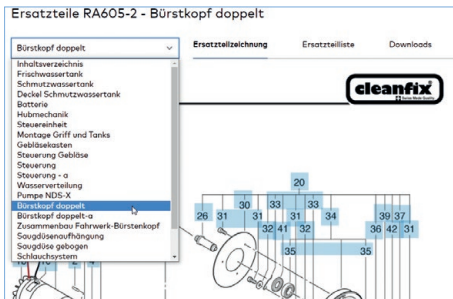 Ersatzteile RA605-2 - Bürstkopf doppelt
Bürstkopf doppelt
Ersatzteilzeichnung Ersatzteilliste Downloads
Inhaltsverzeichnis
Frischwassertank
Schmutzwassertank
Deckel Schmutzwassertank
Batterie
Hubmechanik
Steuereinheit
Montage Griff und Tanks
Gebläsekasten
Steuerung Gebläse
Steuerung
Steuerung - a
Wasserverteilung
Pumpe NDS-X
Bürstkopf doppelt
Bürstkopf doppelt-a
Zusammenbau Fahrwerk-Bürstenkopf
Saugdüsenaufhängung
Saugdüse gebogen
Schlauchsystem
cleanfix
Swiss Made Quality
20
30 33 33
26 31 31 31 34 39 37
32 41 32 36 42 31
35 35